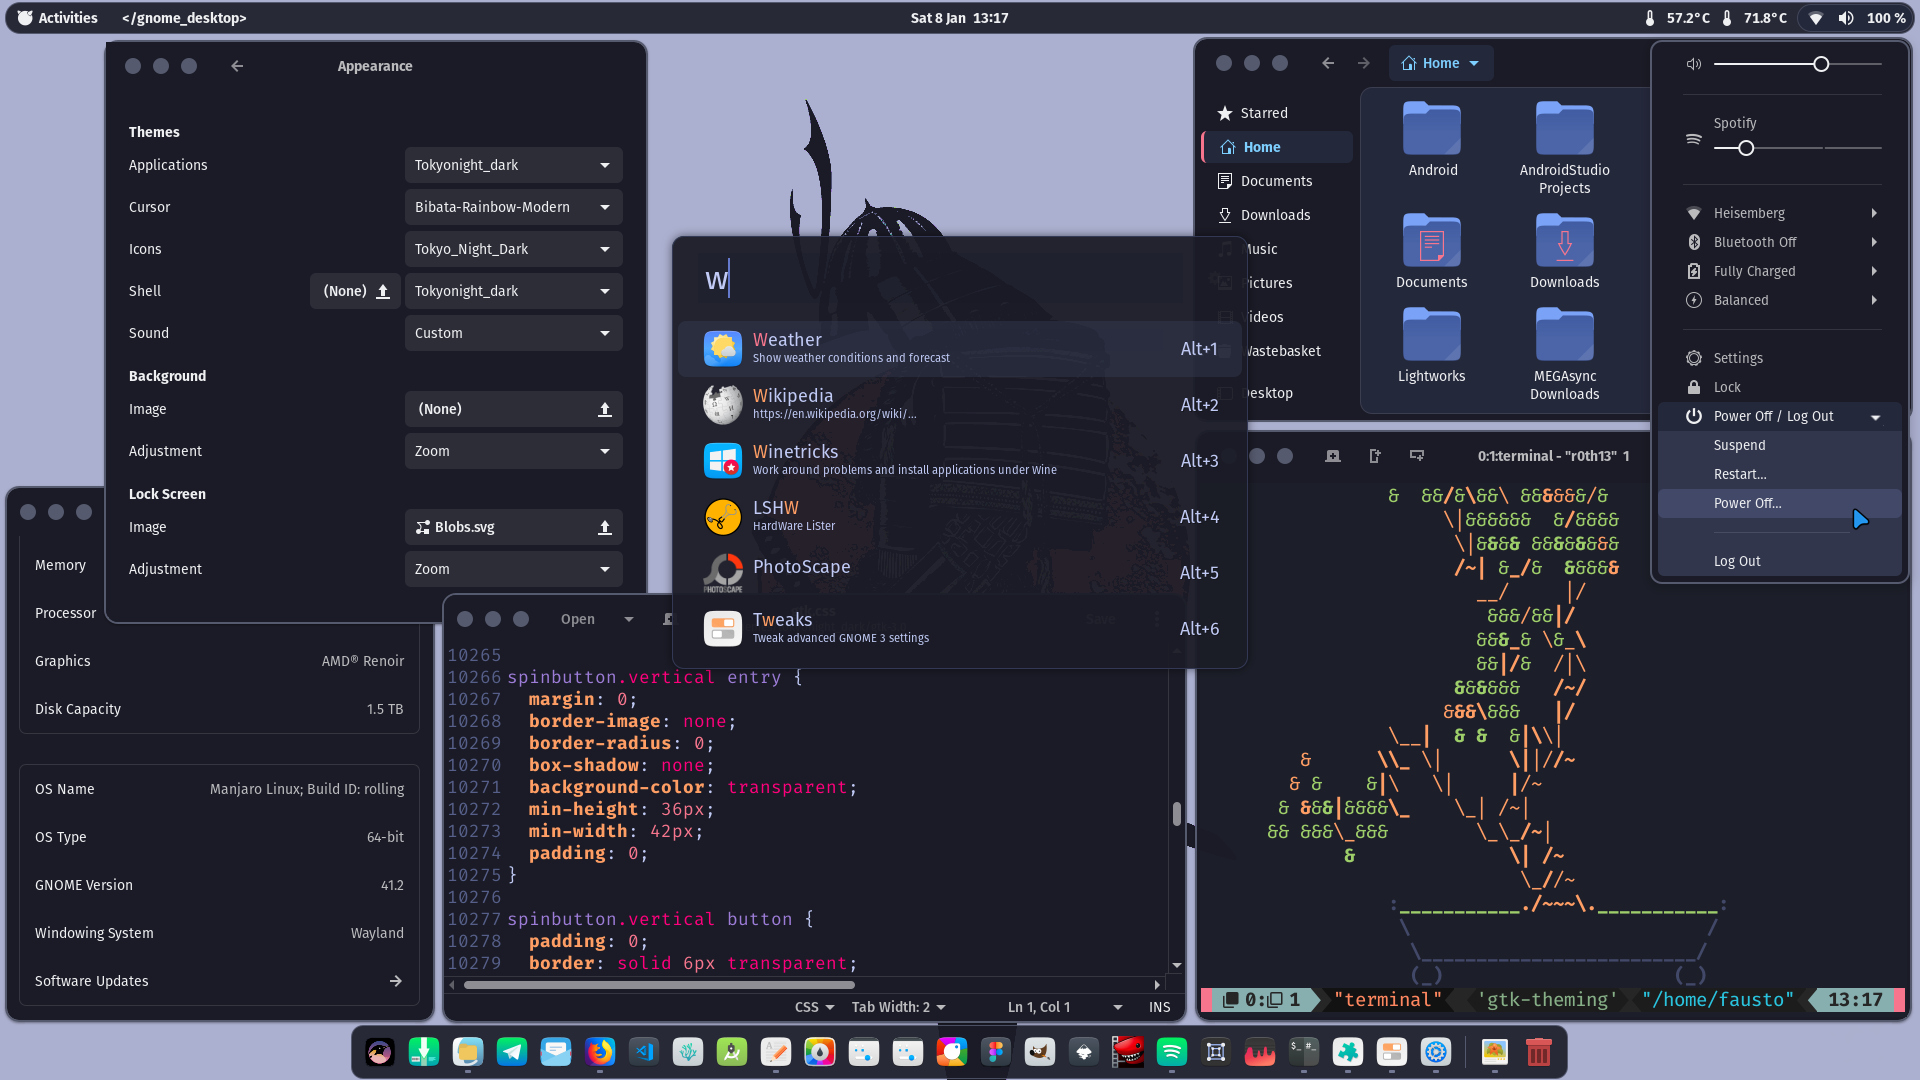 Activities
</gnome_desktop>
Sat 8 Jan 13:17
57.2°C
71.8°C
100 %
Appearance
Themes
Applications
Tokyonight_dark
Cursor
Bibata-Rainbow-Modern
Icons
Tokyo_Night_Dark
Shell
(None)
Tokyonight_dark
Sound
Custom
Background
Image
(None)
Adjustment
Zoom
Lock Screen
Image
Blobs.svg
Adjustment
Zoom
Memory
Processor
Graphics
AMD® Renoir
Disk Capacity
1.5 TB
OS Name
Manjaro Linux; Build ID: rolling
OS Type
64-bit
GNOME Version
41.2
Windowing System
Wayland
Software Updates
W
Weather
Show weather conditions and forecast
Alt+1
Wikipedia
https://en.wikipedia.org/wiki/...
Alt+2
Winetricks
Work around problems and install applications under Wine
Alt+3
LSHW
HardWare LiSter
Alt+4
PhotoScape
Alt+5
Tweaks
Tweak advanced GNOME 3 settings
Alt+6
Open
Save
10265
10266 spinbutton.vertical entry {
10267 margin: 0;
10268 border-image: none;
10269 border-radius: 0;
10270 box-shadow: none;
10271 background-color: transparent;
10272 min-height: 36px;
10273 min-width: 42px;
10274 padding: 0;
10275 }
10276
10277 spinbutton.vertical button {
10278 padding: 0;
10279 border: solid 6px transparent;
CSS
Tab Width: 2
Ln 1, Col 1
INS
Home
Starred
Home
Documents
Downloads
Music
Pictures
Videos
Wastebasket
Desktop
Android
AndroidStudio
Projects
Documents
Downloads
Lightworks
MEGAsync
Downloads
Spotify
Heisemberg
Bluetooth Off
Fully Charged
Balanced
Settings
Lock
Power Off / Log Out
Suspend
Restart...
Power Off...
Log Out
0:1:terminal - "r0th13" 1
0: 1
"terminal"
'gtk-theming'
"/home/fausto"
13:17